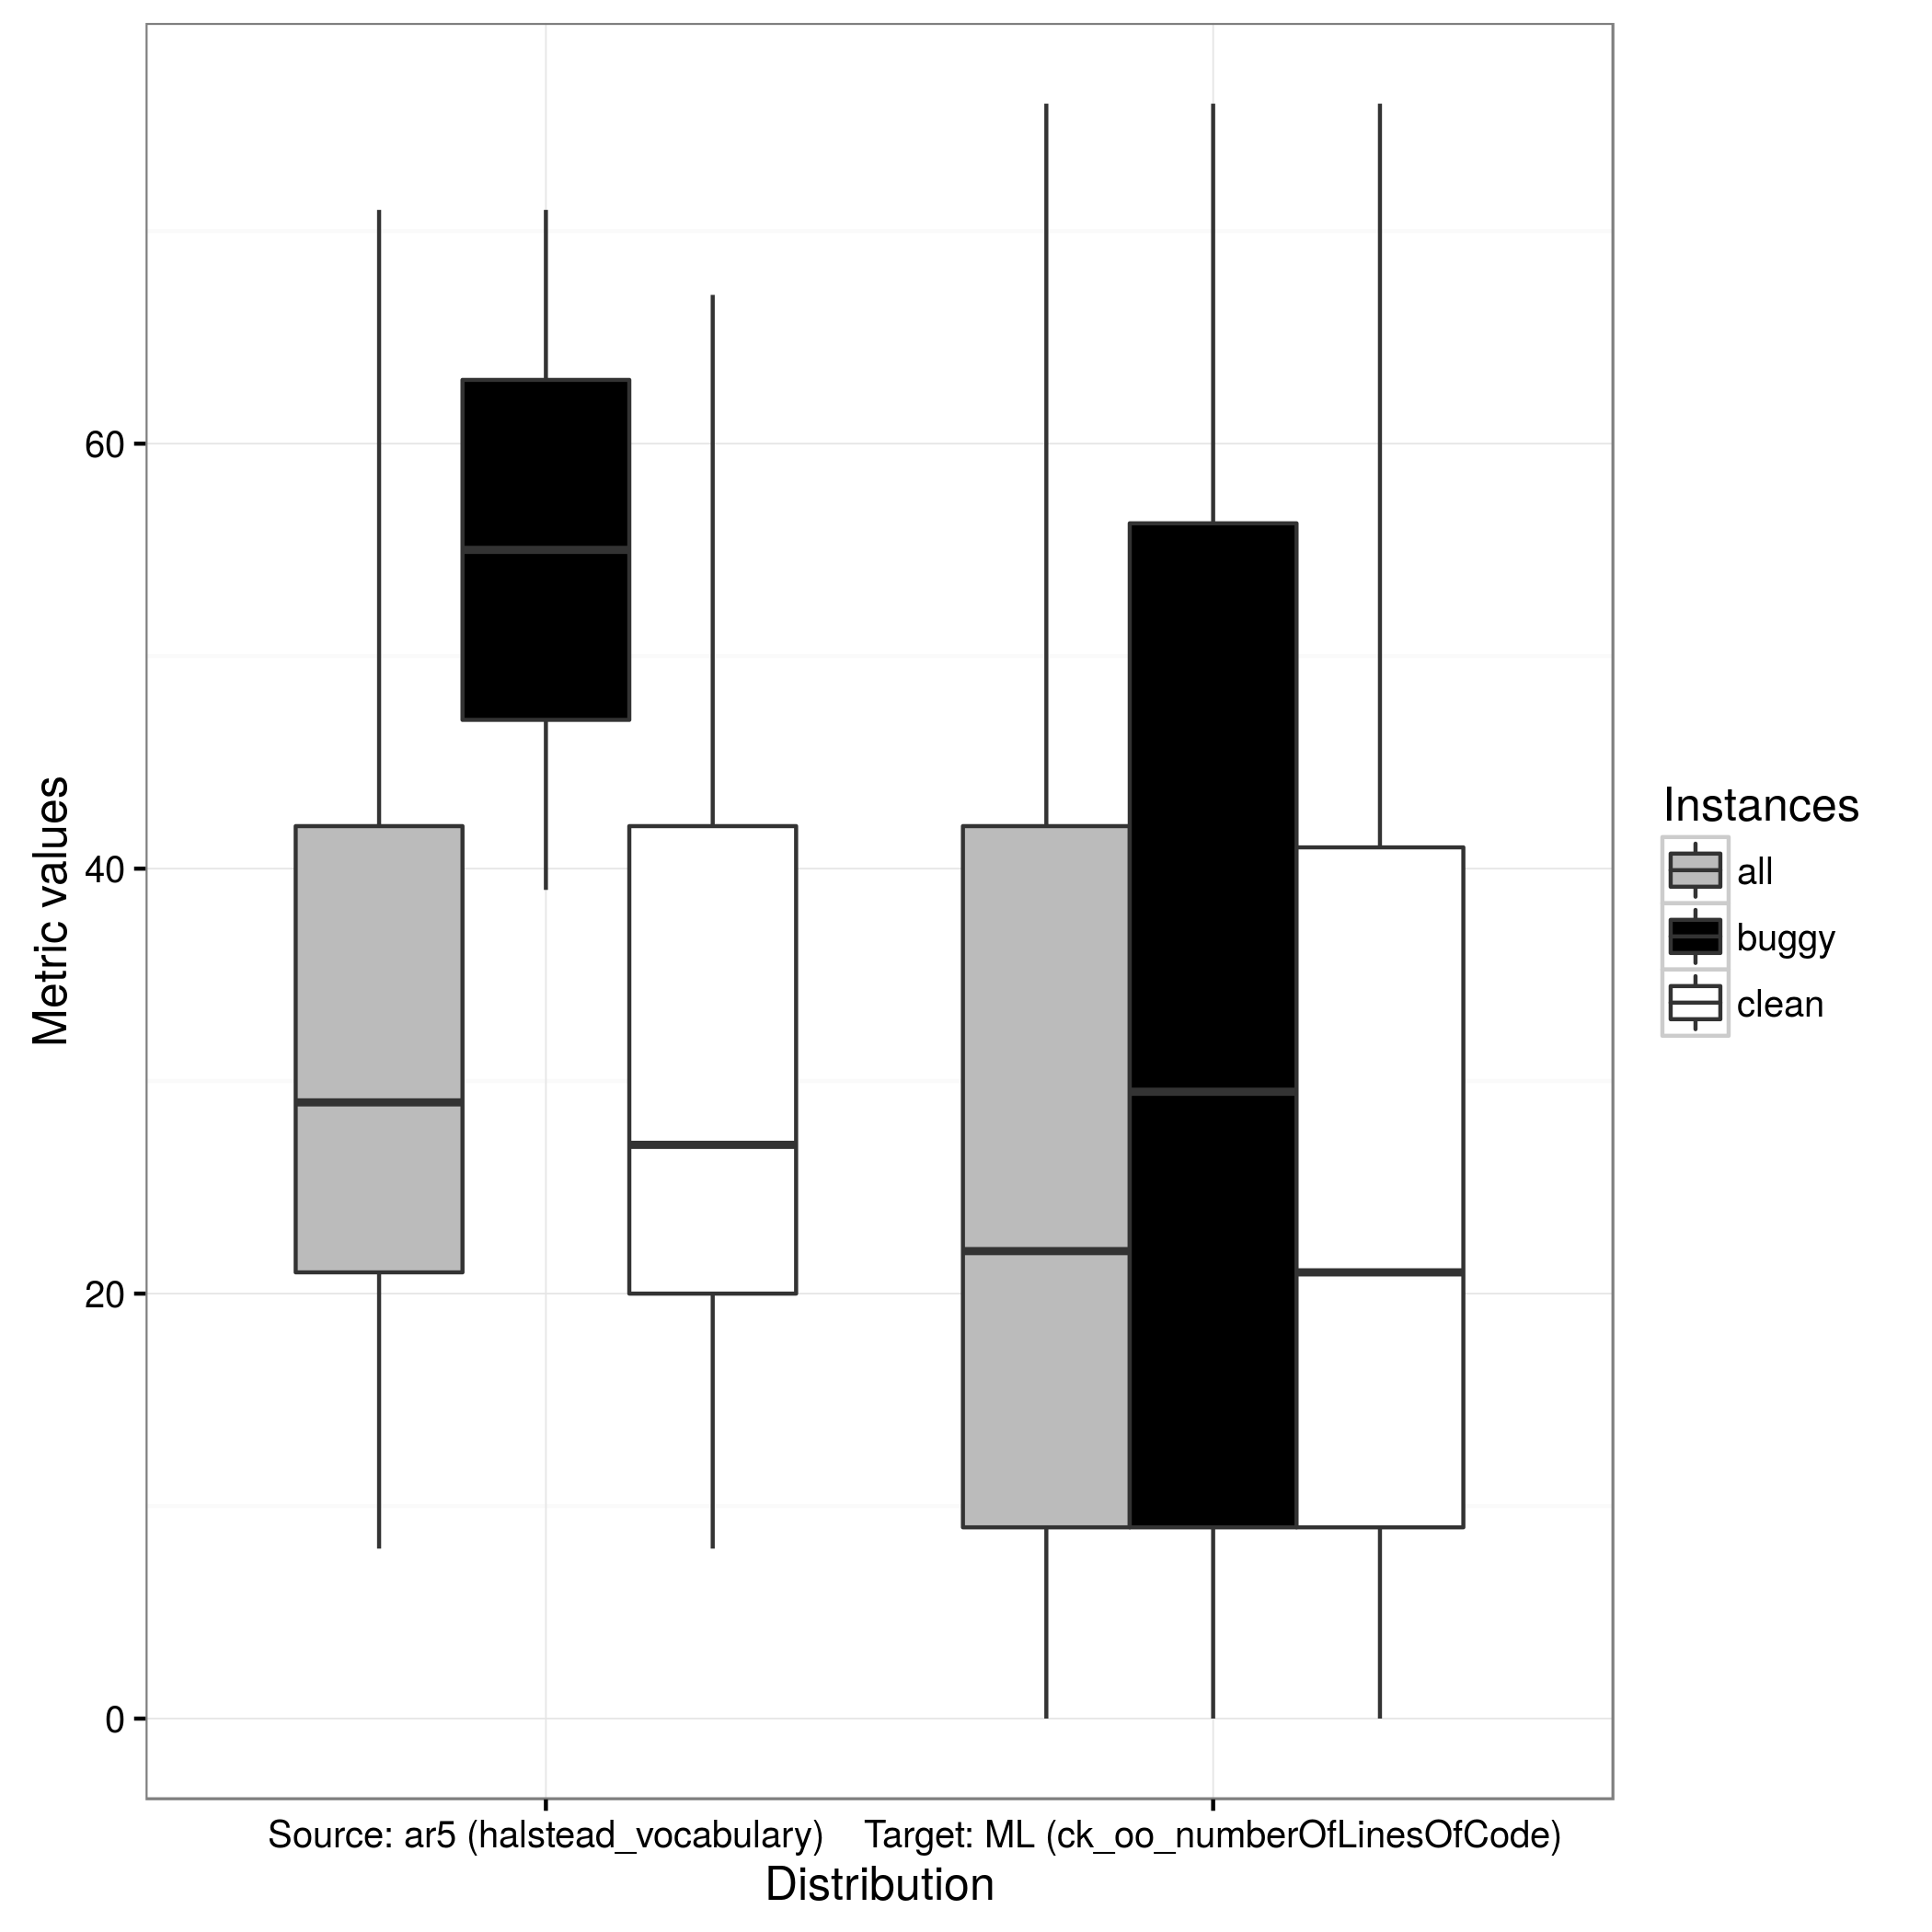 Metric values
60
40
20
0
Source: ar5 (halstead_vocabulary)
Target: ML (ck_oo_numberOfLinesOfCode)
Distribution
Instances
all
buggy
clean